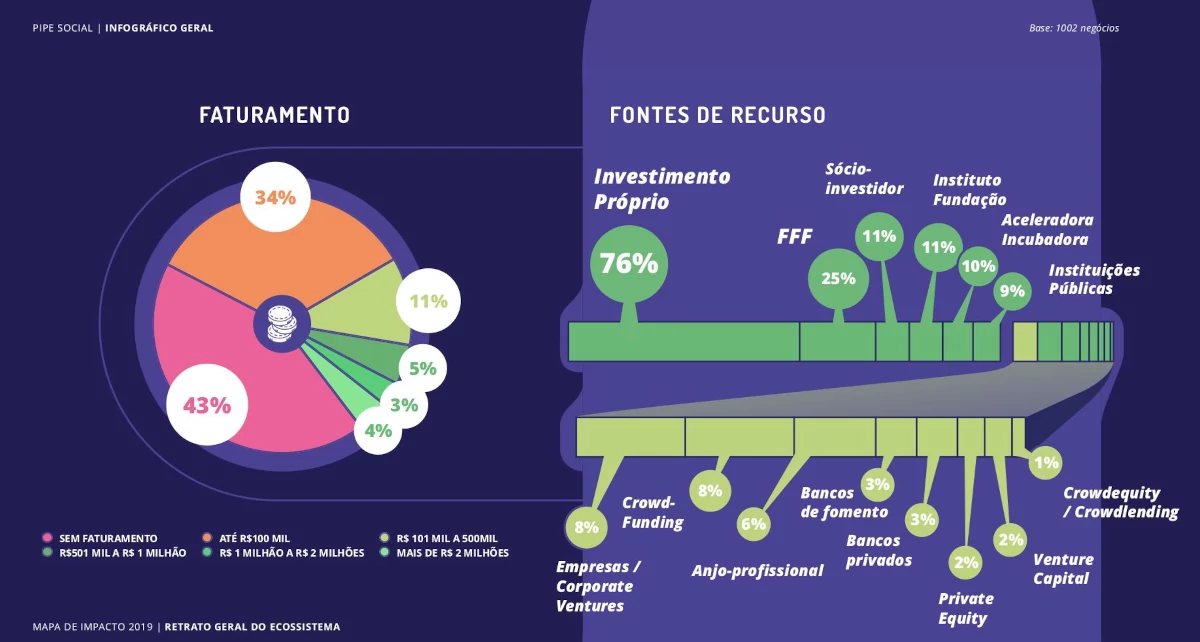 PIPE SOCIAL | INFOGRÁFICO GERAL
Base: 1002 negócios
FATURAMENTO
34%
11%
5%
3%
4%
43%
SEM FATURAMENTO
ATÉ R$100 MIL
R$ 101 MIL A 500MIL
R$501 MIL A R$ 1 MILHÃO
R$ 1 MILHÃO A R$ 2 MILHÕES
MAIS DE R$ 2 MILHÕES
FONTES DE RECURSO
Investimento
Próprio
76%
FFF
25%
Sócio-
investidor
11%
Instituto
Fundação
11%
Aceleradora
Incubadora
10%
Instituições
Públicas
9%
8%
Empresas /
Corporate
Ventures
8%
Crowd-
Funding
6%
Anjo-profissional
3%
Bancos
de fomento
3%
Bancos
privados
2%
Private
Equity
2%
Venture
Capital
1%
Crowdequity
/ Crowdlending
MAPA DE IMPACTO 2019 | RETRATO GERAL DO ECOSSISTEMA